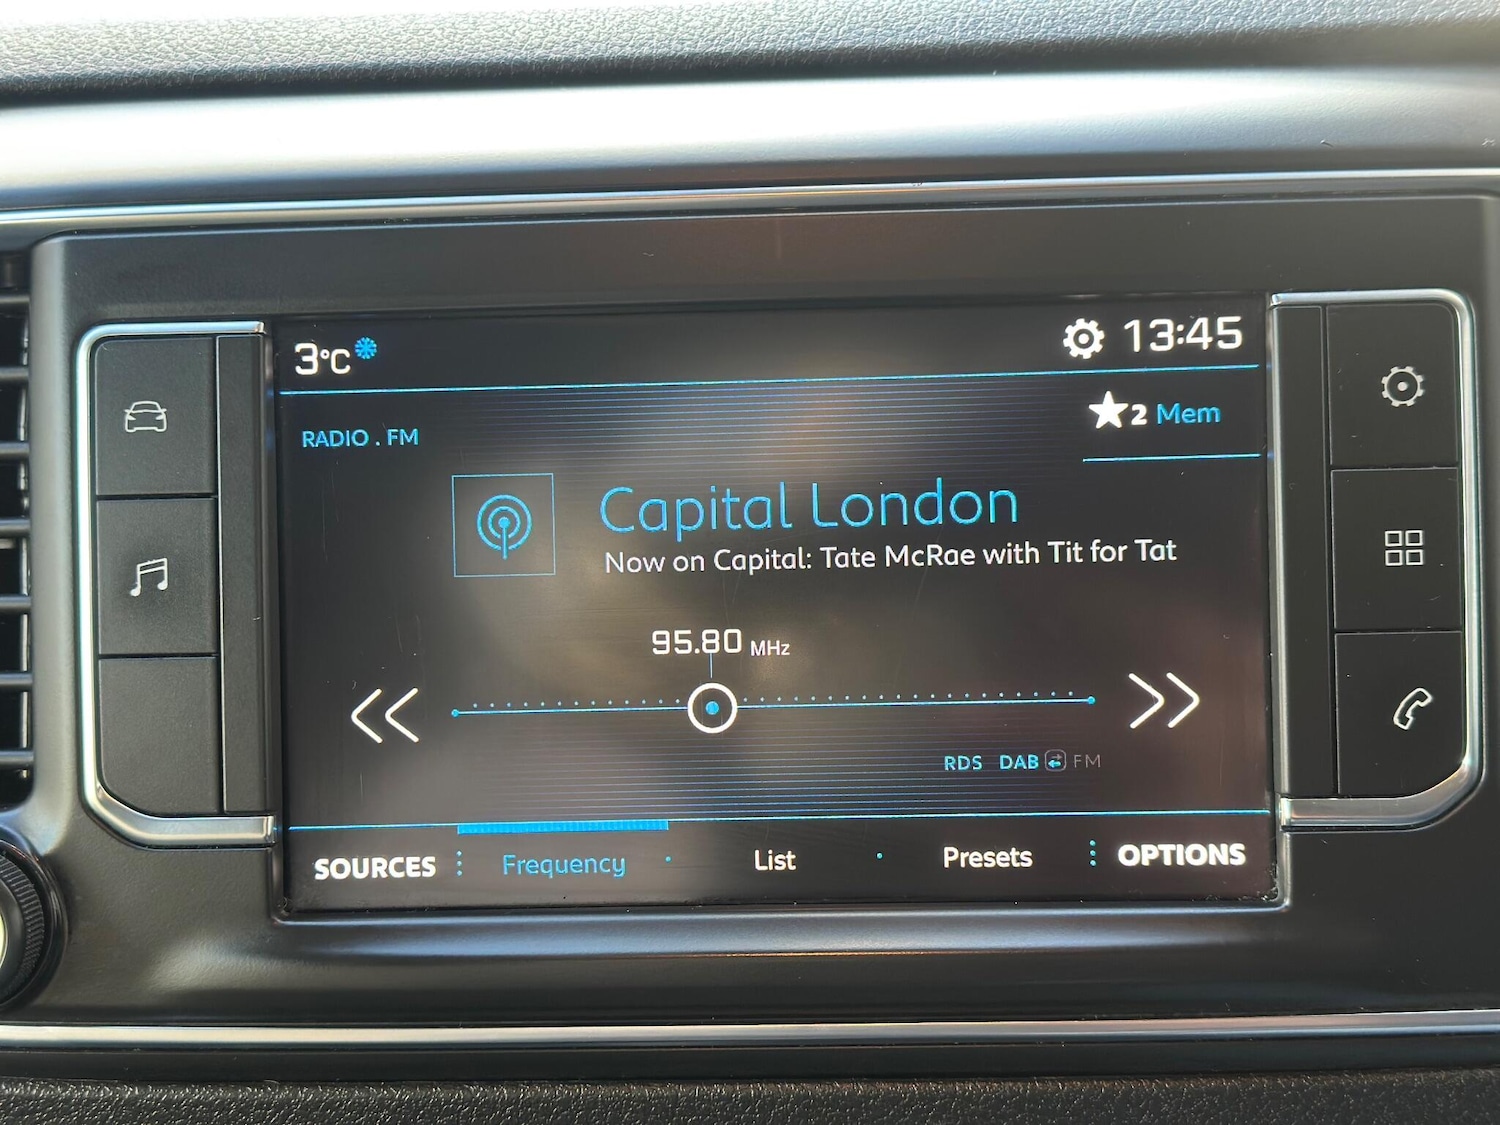 3°C
13:45
RADIO . FM
2 Mem
Capital London
Now on Capital: Tate McRae with Tit for Tat
95.80 MHz
RDS DAB FM
SOURCES Frequency List Presets OPTIONS